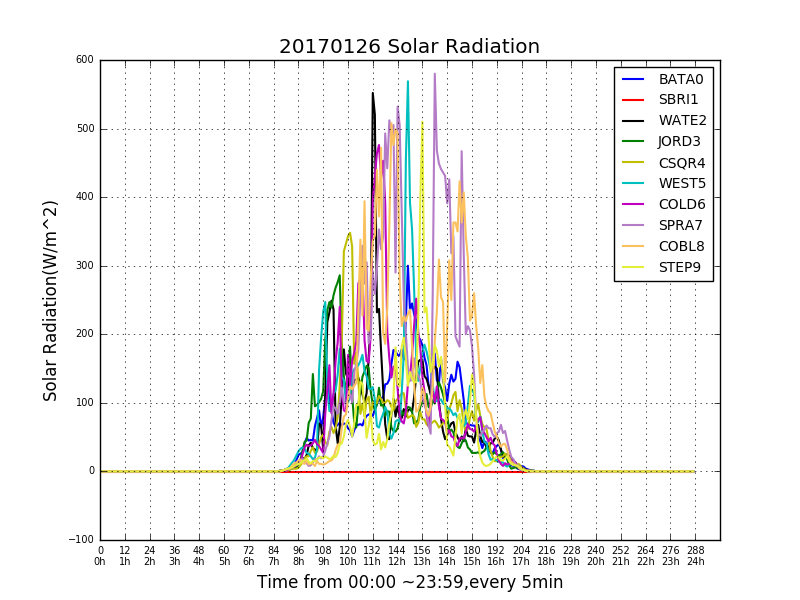 20170126 Solar Radiation
600
500
400
300
200
100
0
−100
Solar Radiation(W/m^2)
BATA0
SBRI1
WATE2
JORD3
CSQR4
WEST5
COLD6
SPRA7
COBL8
STEP9
0 12 24 36 48 60 72 84 96 108 120 132 144 156 168 180 192 204 216 228 240 252 264 276 288
0h 1h 2h 3h 4h 5h 6h 7h 8h 9h 10h 11h 12h 13h 14h 15h 16h 17h 18h 19h 20h 21h 22h 23h 24h
Time from 00:00 ~23:59,every 5min